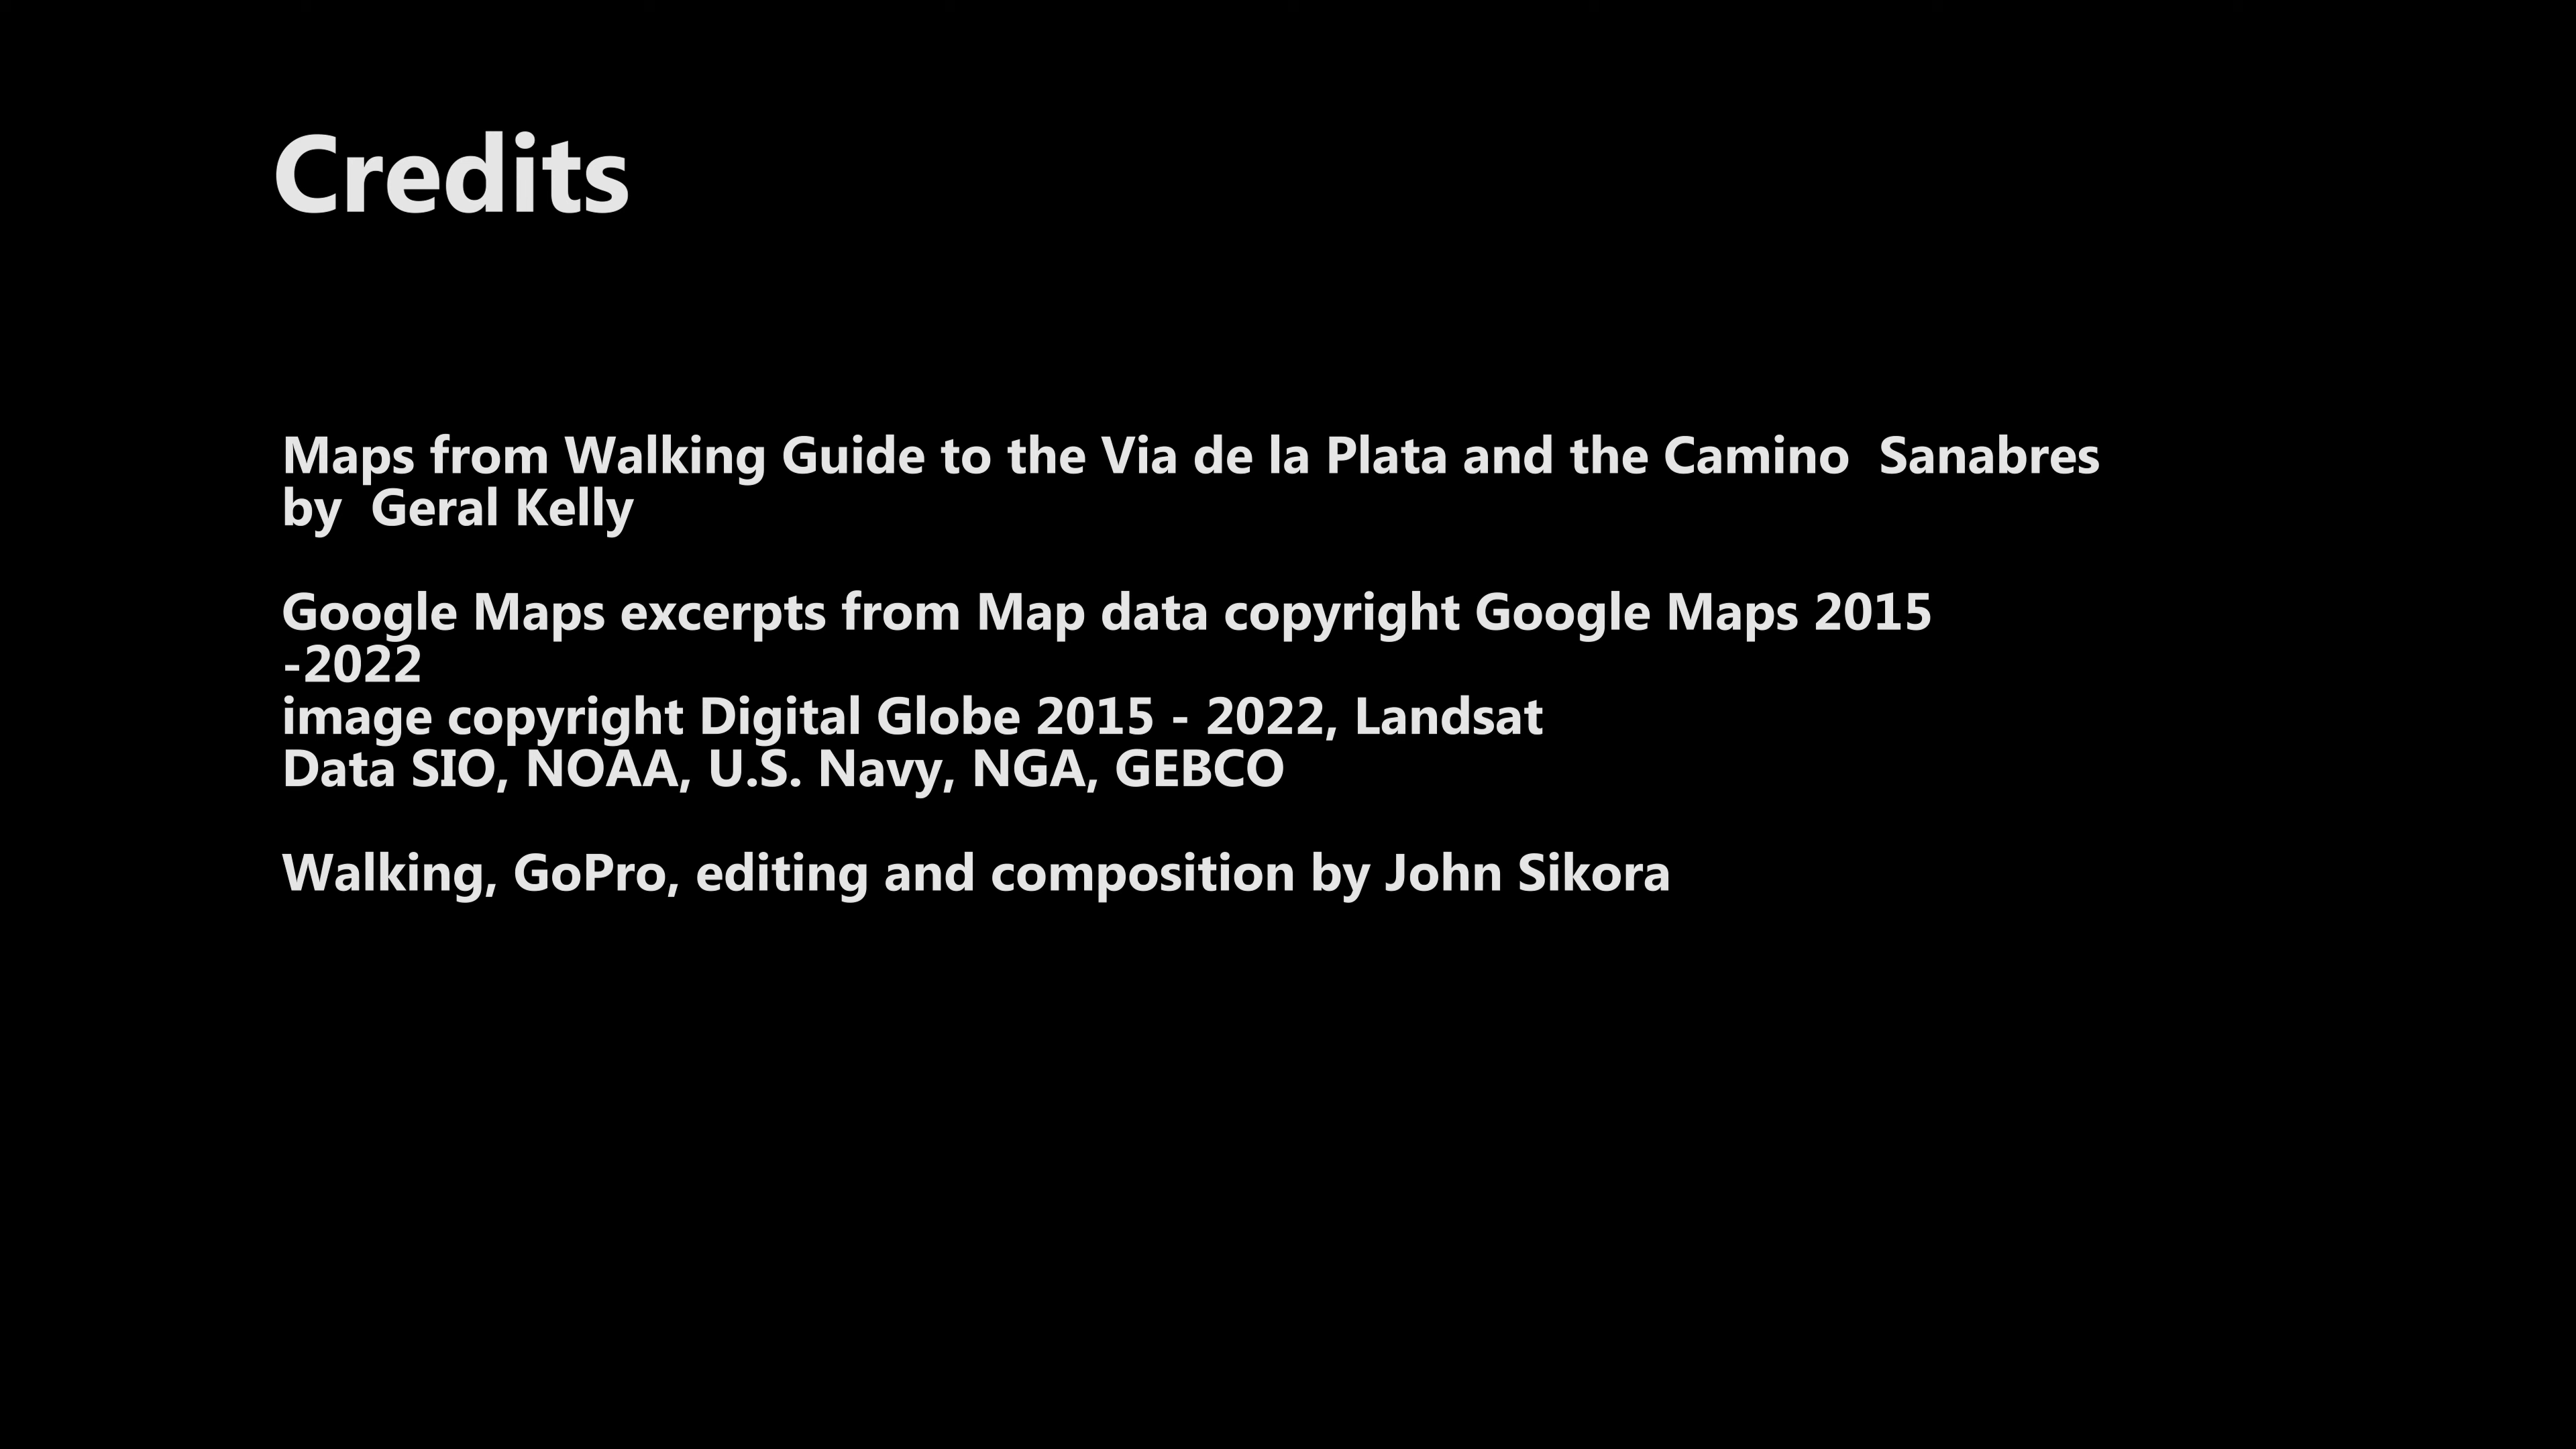 Credits
Maps from Walking Guide to the Via de la Plata and the Camino  Sanabres
by  Geral Kelly
Google Maps excerpts from Map data copyright Google Maps 2015
-2022
image copyright Digital Globe 2015 - 2022, Landsat
Data SIO, NOAA, U.S. Navy, NGA, GEBCO
Walking, GoPro, editing and composition by John Sikora